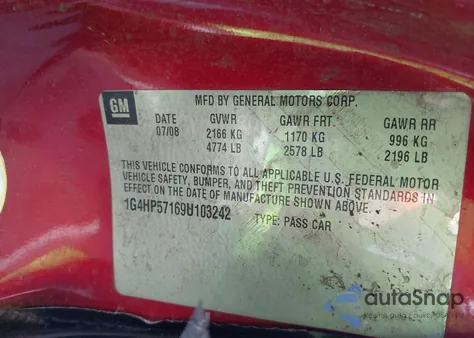 GM
MFD BY GENERAL MOTORS CORP.
DATE GVWR GAWR FRT. GAWR RR
07/08 2166 KG 1170 KG 996 KG
4774 LB 2578 LB 2196 LB
THIS VEHICLE CONFORMS TO ALL APPLICABLE U.S. FEDERAL MOTOR
VEHICLE SAFETY, BUMPER, AND THEFT PREVENTION STANDARDS IN
EFFECT ON THE DATE OF MANUFACTURE SHOWN ABOVE.
1G4HP57169U103242 TYPE: PASS CAR
autoSnap